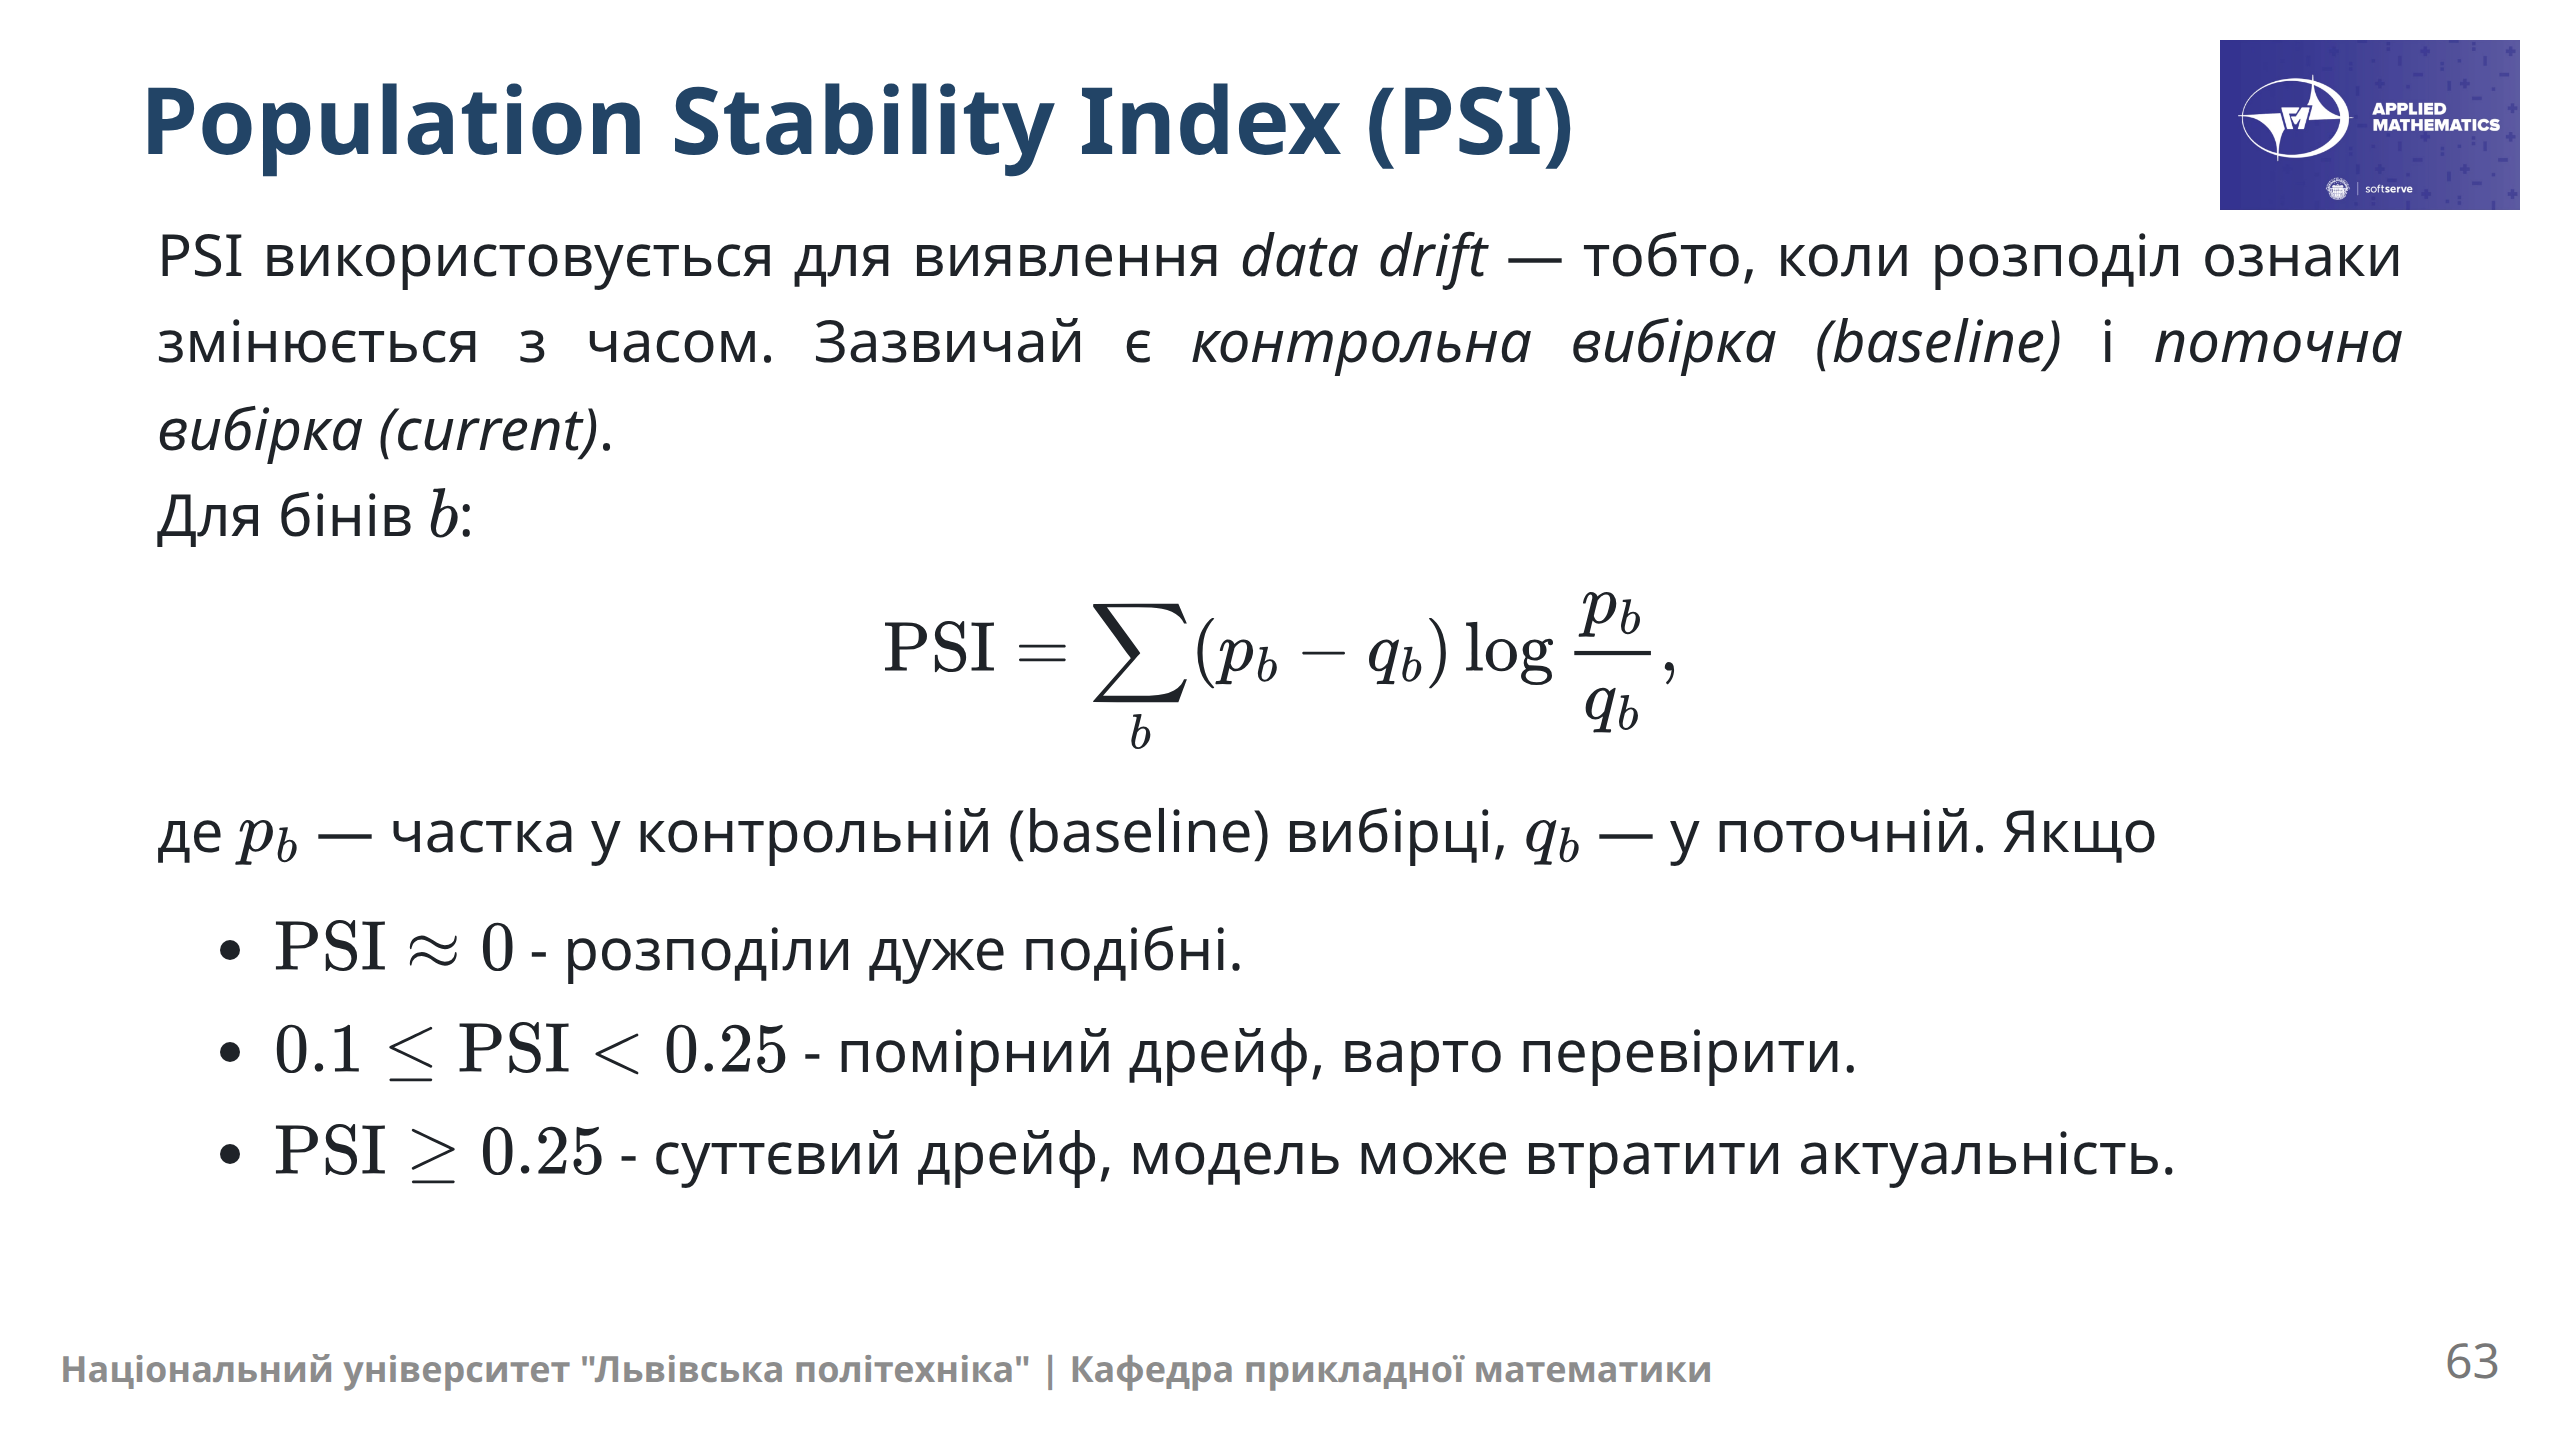 Population Stability Index (PSI)
APPLIED
MATHEMATICS
softserve
PSI використовується для виявлення data drift — тобто, коли розподіл ознаки
змінюється з часом. Зазвичай є контрольна вибірка (baseline) і поточна
вибірка (current).
Для бінів b:
PSI = ∑_b (p_b − q_b) log p_b/q_b,
де p_b — частка у контрольній (baseline) вибірці, q_b — у поточній. Якщо
• PSI ≈ 0 - розподіли дуже подібні.
• 0.1 ≤ PSI < 0.25 - помірний дрейф, варто перевірити.
• PSI ≥ 0.25 - суттєвий дрейф, модель може втратити актуальність.
Національний університет "Львівська політехніка" | Кафедра прикладної математики
63